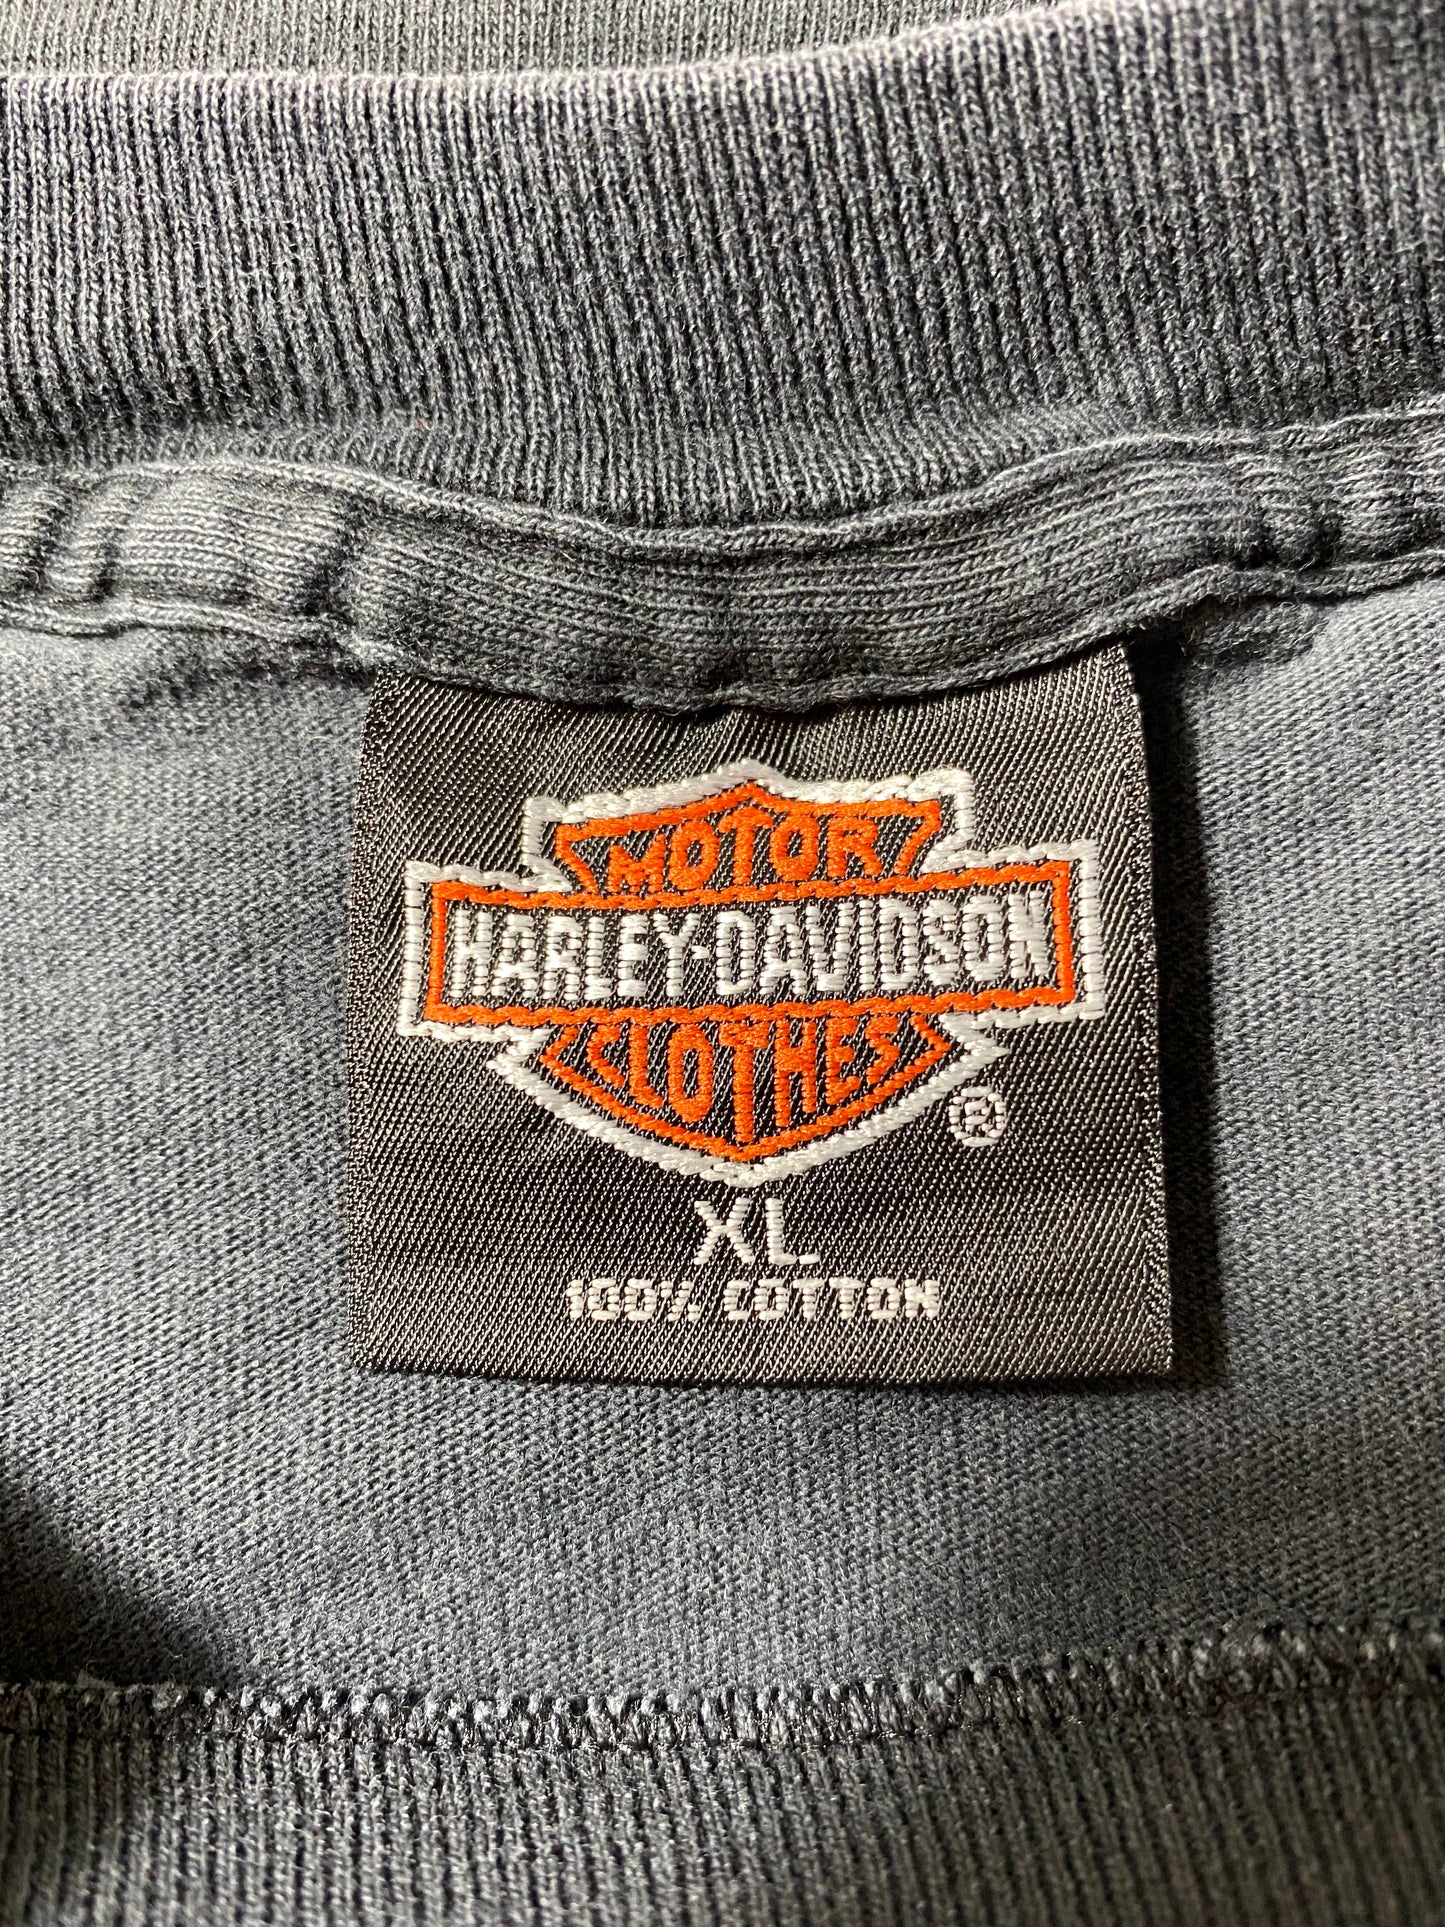 MOTOR
HARLEY-DAVIDSON
CLOTHES
®
XL
100% COTTON